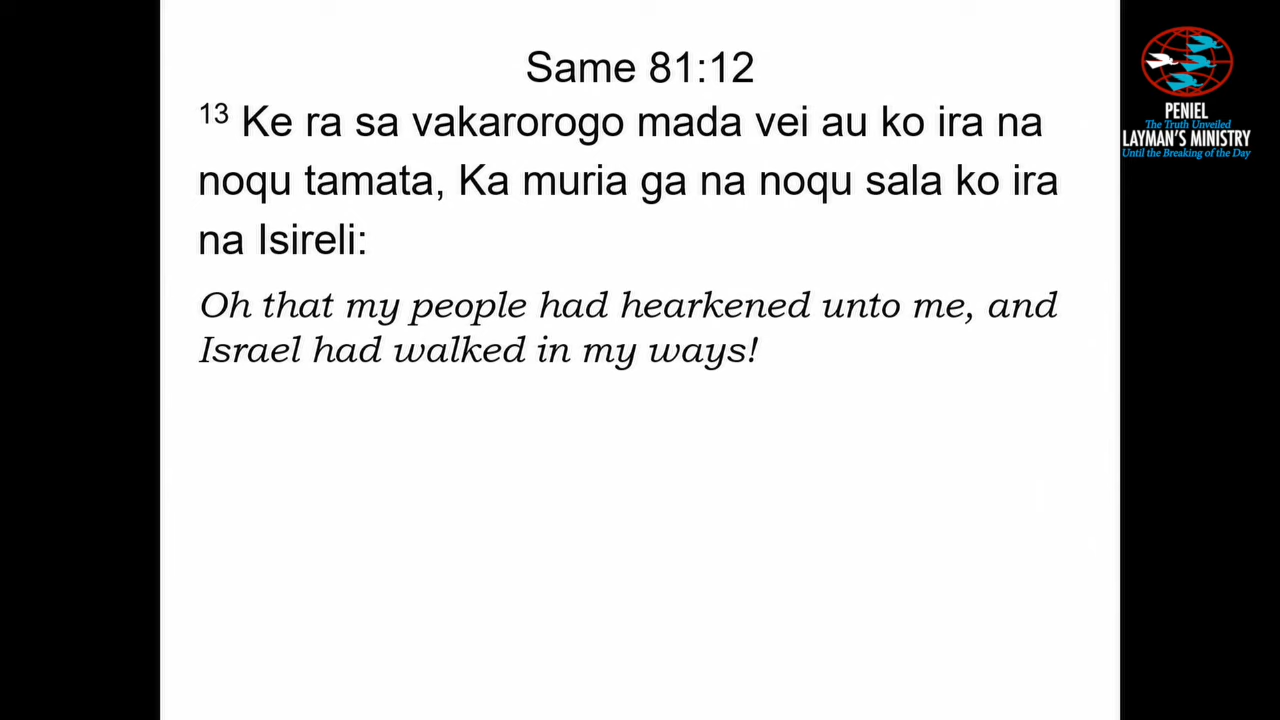 Same 81:12
13 Ke ra sa vakarorogo mada vei au ko ira na
noqu tamata, Ka muria ga na noqu sala ko ira
na Isireli:
Oh that my people had hearkened unto me, and
Israel had walked in my ways!
PENIEL
The Truth Unveiled
LAYMAN'S MINISTRY
Until the Breaking of the Day